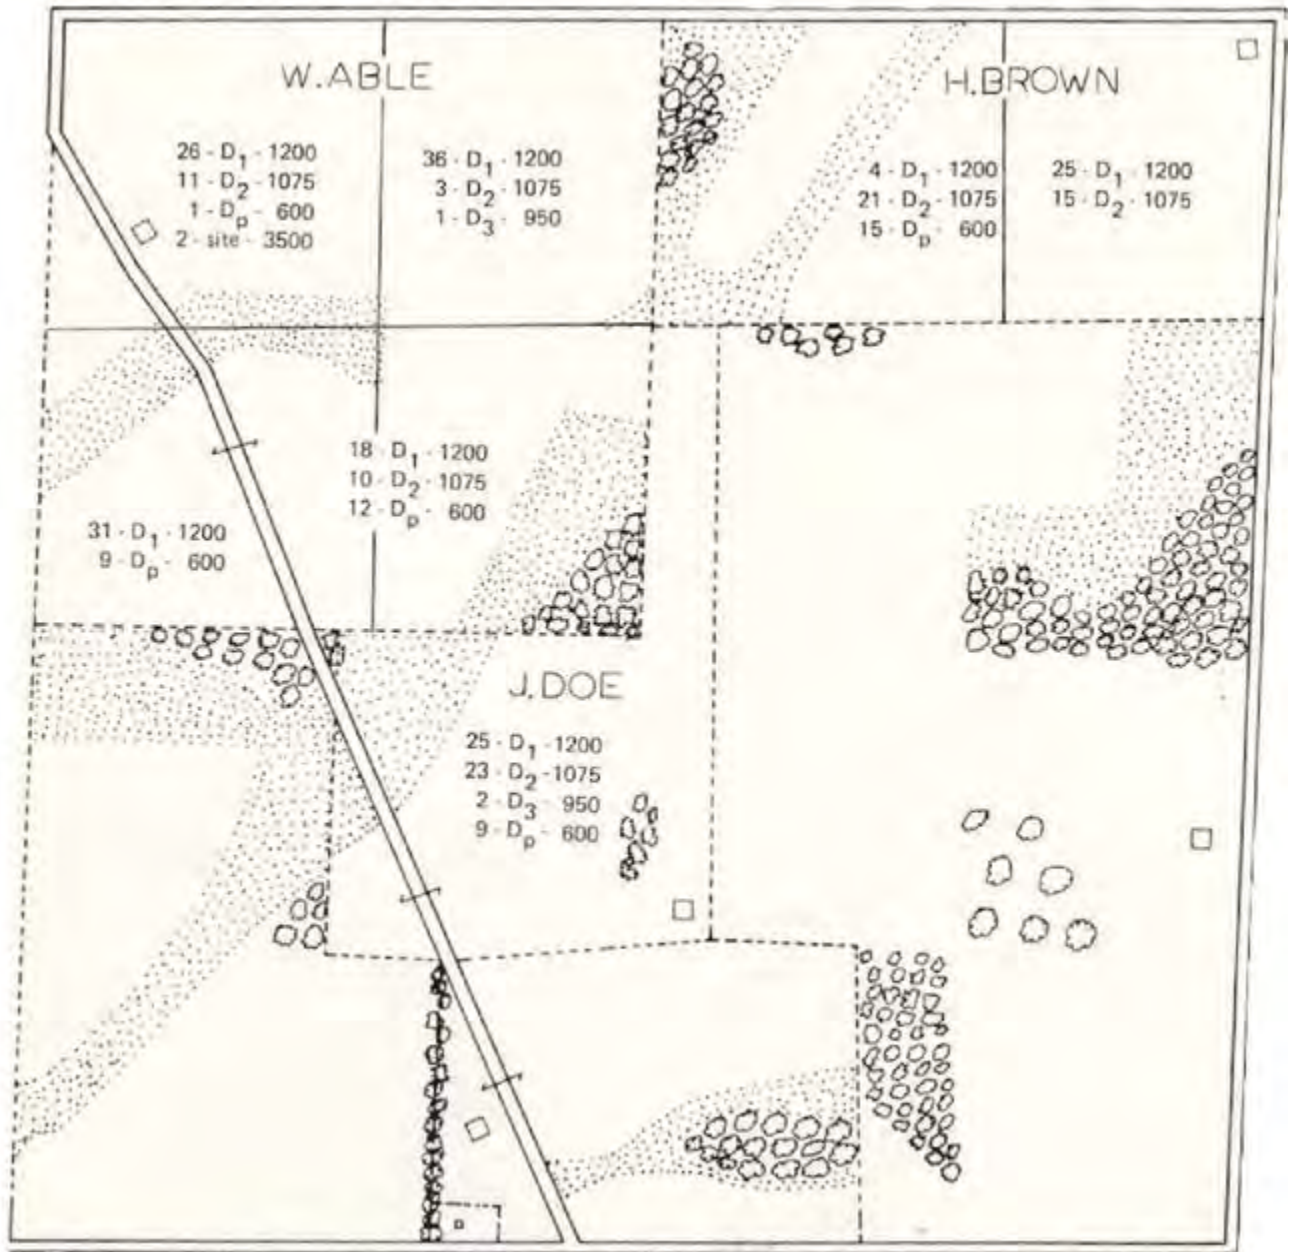 W. ABLE
26 - D1 - 1200
11 - D2 - 1075
1 - Dp - 600
2 - site - 3500
36 - D1 - 1200
3 - D2 - 1075
1 - D3 - 950
H. BROWN
4 - D1 - 1200
21 - D2 - 1075
15 - Dp - 600
25 - D1 - 1200
15 - D2 - 1075
18 - D1 - 1200
10 - D2 - 1075
12 - Dp - 600
31 - D1 - 1200
9 - Dp - 600
J. DOE
25 - D1 - 1200
23 - D2 - 1075
2 - D3 - 950
9 - Dp - 600